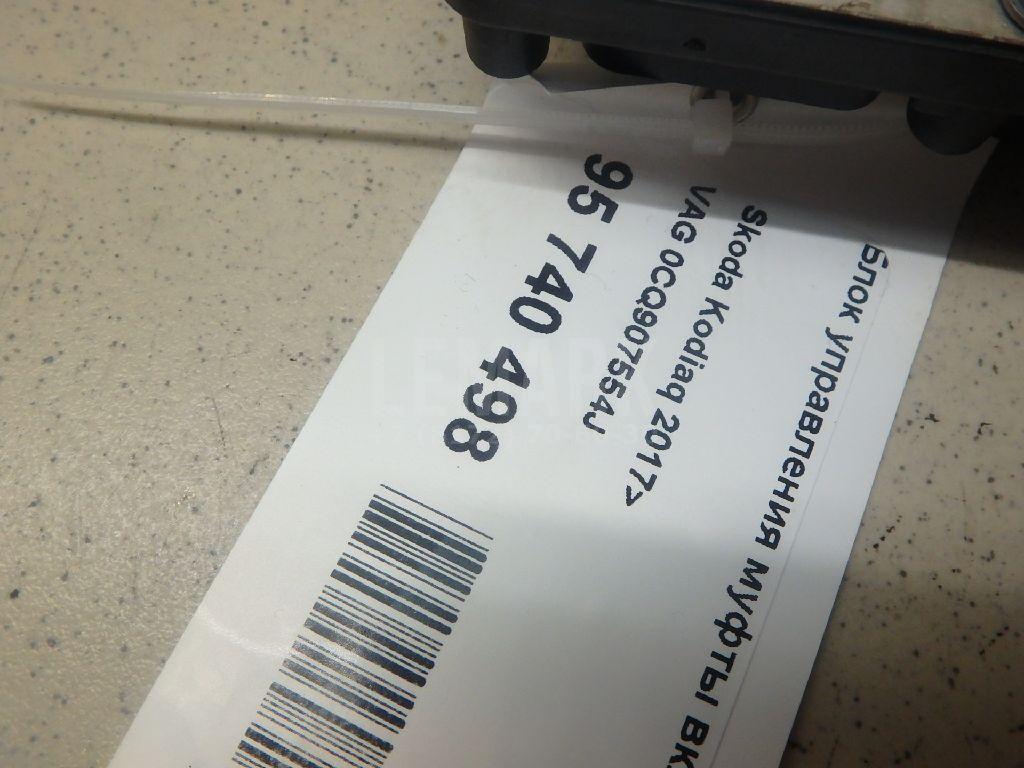 блок управления муфты вк
Skoda Kodiaq 2017>
VAG 0CQ907554J
95 740 498